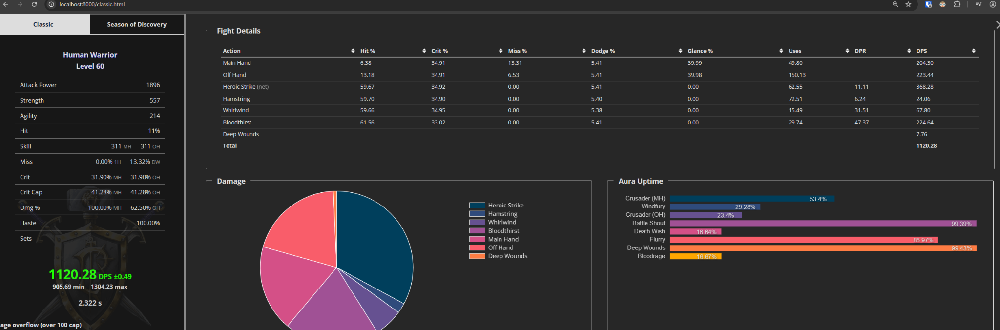 localhost:8000/classic.html
Classic
Season of Discovery
Human Warrior
Level 60
Attack Power 1896
Strength 557
Agility 214
Hit 11%
Skill 311 MH 311 OH
Miss 0.00% 1H 13.32% DW
Crit 31.90% MH 31.90% OH
Crit Cap 41.28% MH 41.28% OH
Dmg % 100.00% MH 62.50% OH
Haste 100.00%
Sets
1120.28 DPS ±0.49
905.69 min 1304.23 max
2.322 s
age overflow (over 100 cap)
Fight Details
Action Hit % Crit % Miss % Dodge % Glance % Uses DPR DPS
Main Hand 6.38 34.91 13.31 5.41 39.99 49.80 204.30
Off Hand 13.18 34.91 6.53 5.41 39.98 150.13 223.44
Heroic Strike (net) 59.67 34.92 0.00 5.41 0.00 62.55 11.11 368.28
Hamstring 59.70 34.90 0.00 5.40 0.00 72.51 6.24 24.06
Whirlwind 59.66 34.95 0.00 5.38 0.00 15.49 31.51 67.80
Bloodthirst 61.56 33.02 0.00 5.41 0.00 29.74 47.37 224.64
Deep Wounds 7.76
Total 1120.28
Damage
Heroic Strike
Hamstring
Whirlwind
Bloodthirst
Main Hand
Off Hand
Deep Wounds
Aura Uptime
Crusader (MH) 53.4%
Windfury 29.28%
Crusader (OH) 23.4%
Battle Shout 99.39%
Death Wish 16.64%
Flurry 86.97%
Deep Wounds 99.43%
Bloodrage 16.67%